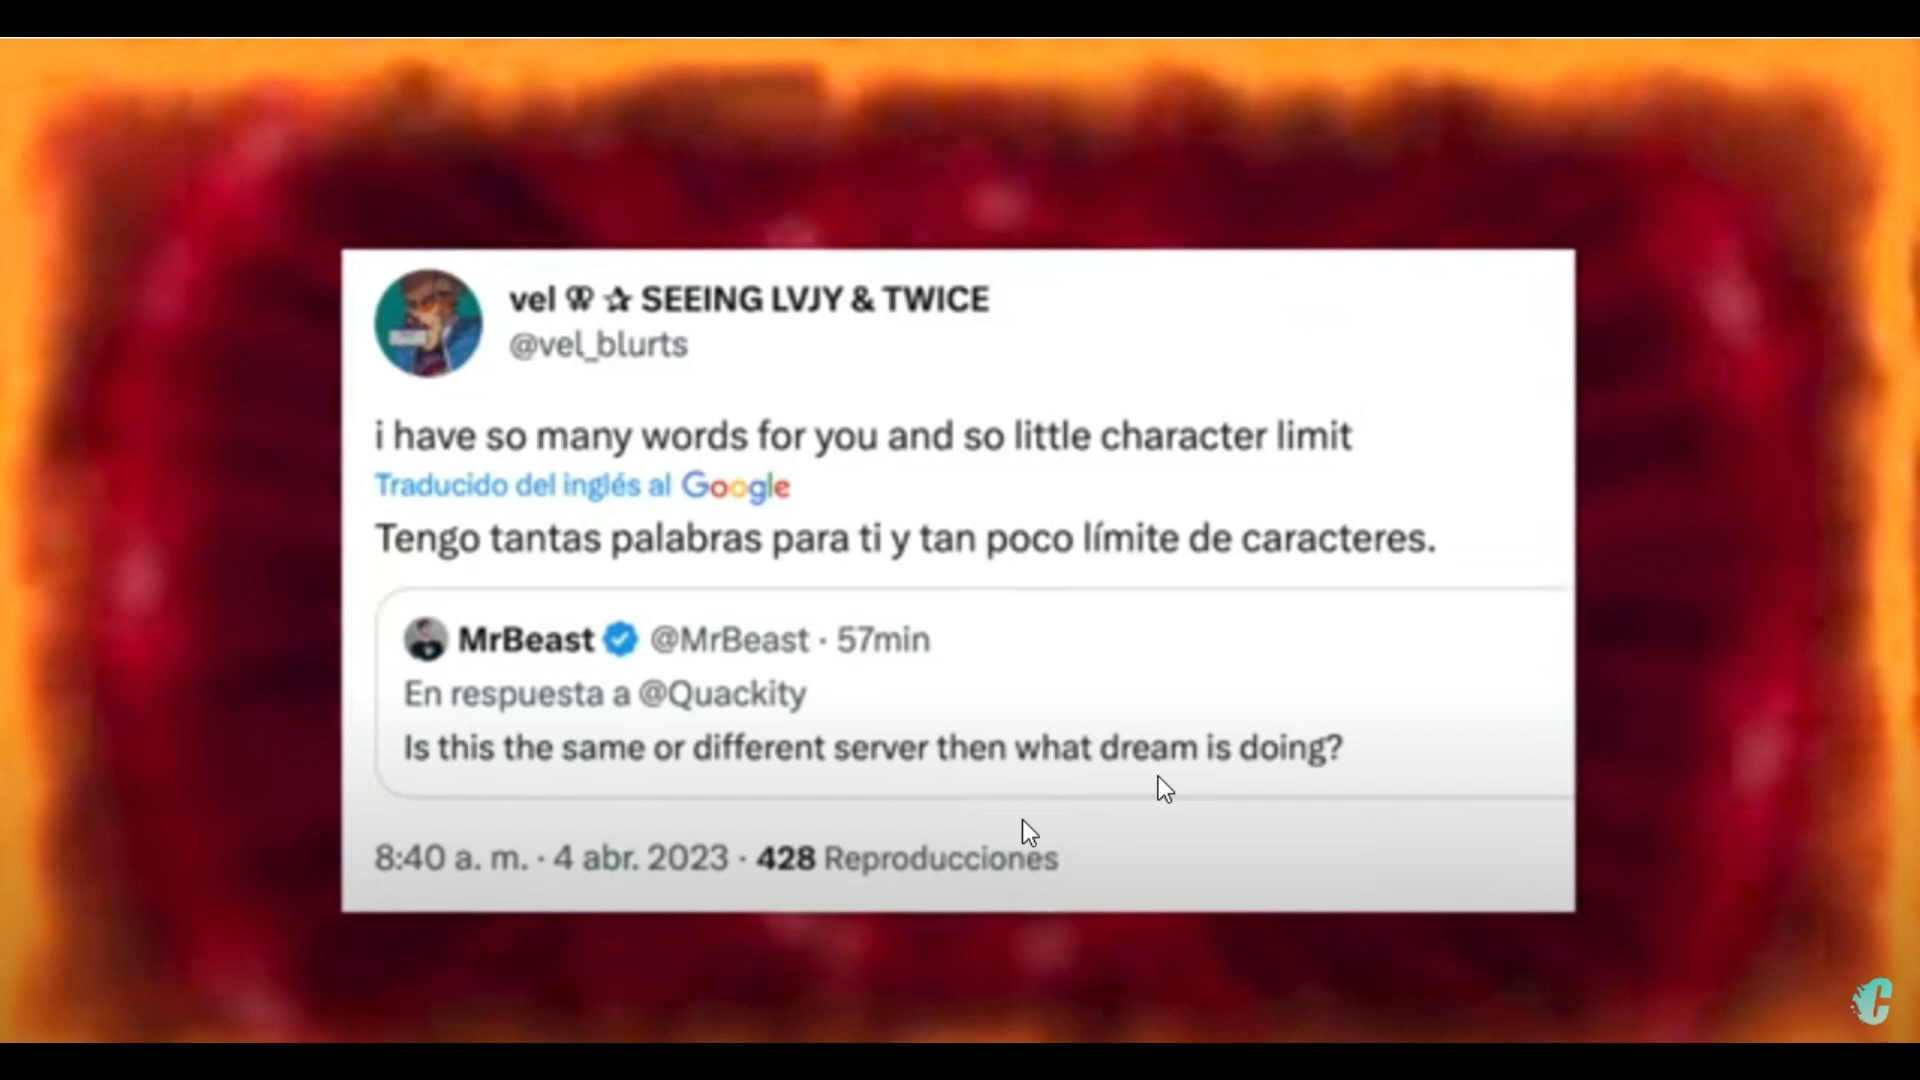 vel ⚢ ✰ SEEING LVJY & TWICE
@vel_blurts
i have so many words for you and so little character limit
Traducido del inglés al Google
Tengo tantas palabras para ti y tan poco límite de caracteres.
MrBeast @MrBeast · 57min
En respuesta a @Quackity
Is this the same or different server then what dream is doing?
8:40 a. m. · 4 abr. 2023 · 428 Reproducciones
C